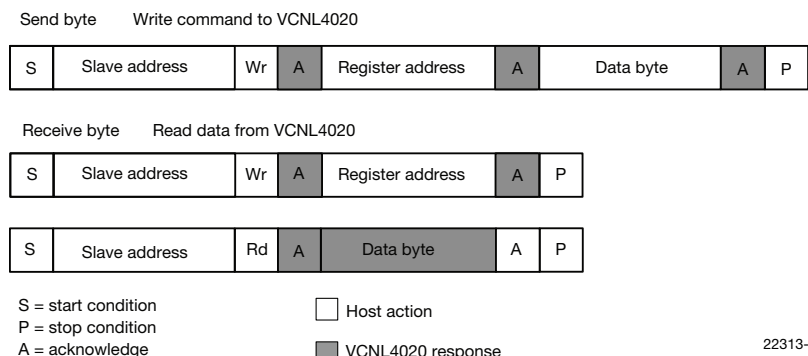 Send byte Write command to VCNL4020
S Slave address Wr A Register address A Data byte A P
Receive byte Read data from VCNL4020
S Slave address Wr A Register address A P
S Slave address Rd A Data byte A P
S = start condition
P = stop condition
A = acknowledge
Host action
VCNL4020 response
22313-